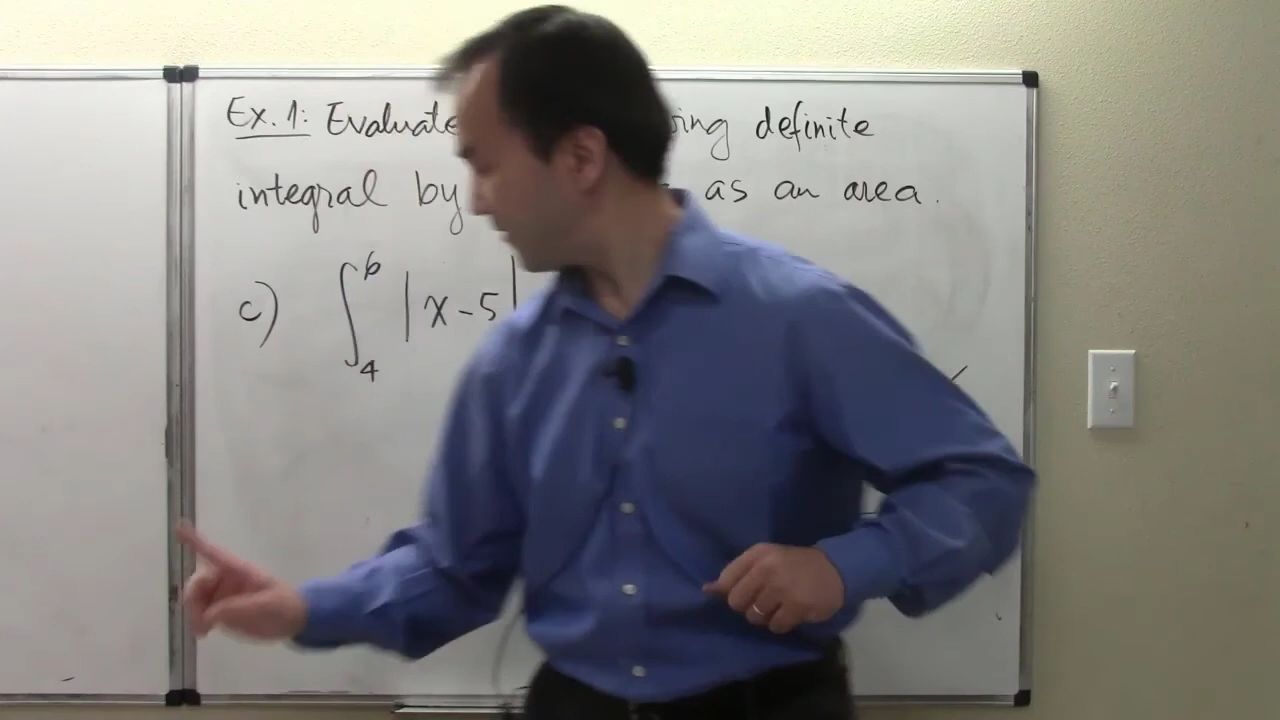 Ex. 1: Evaluate definite
integral by as an area.
c) ∫₄⁶ |x-5|